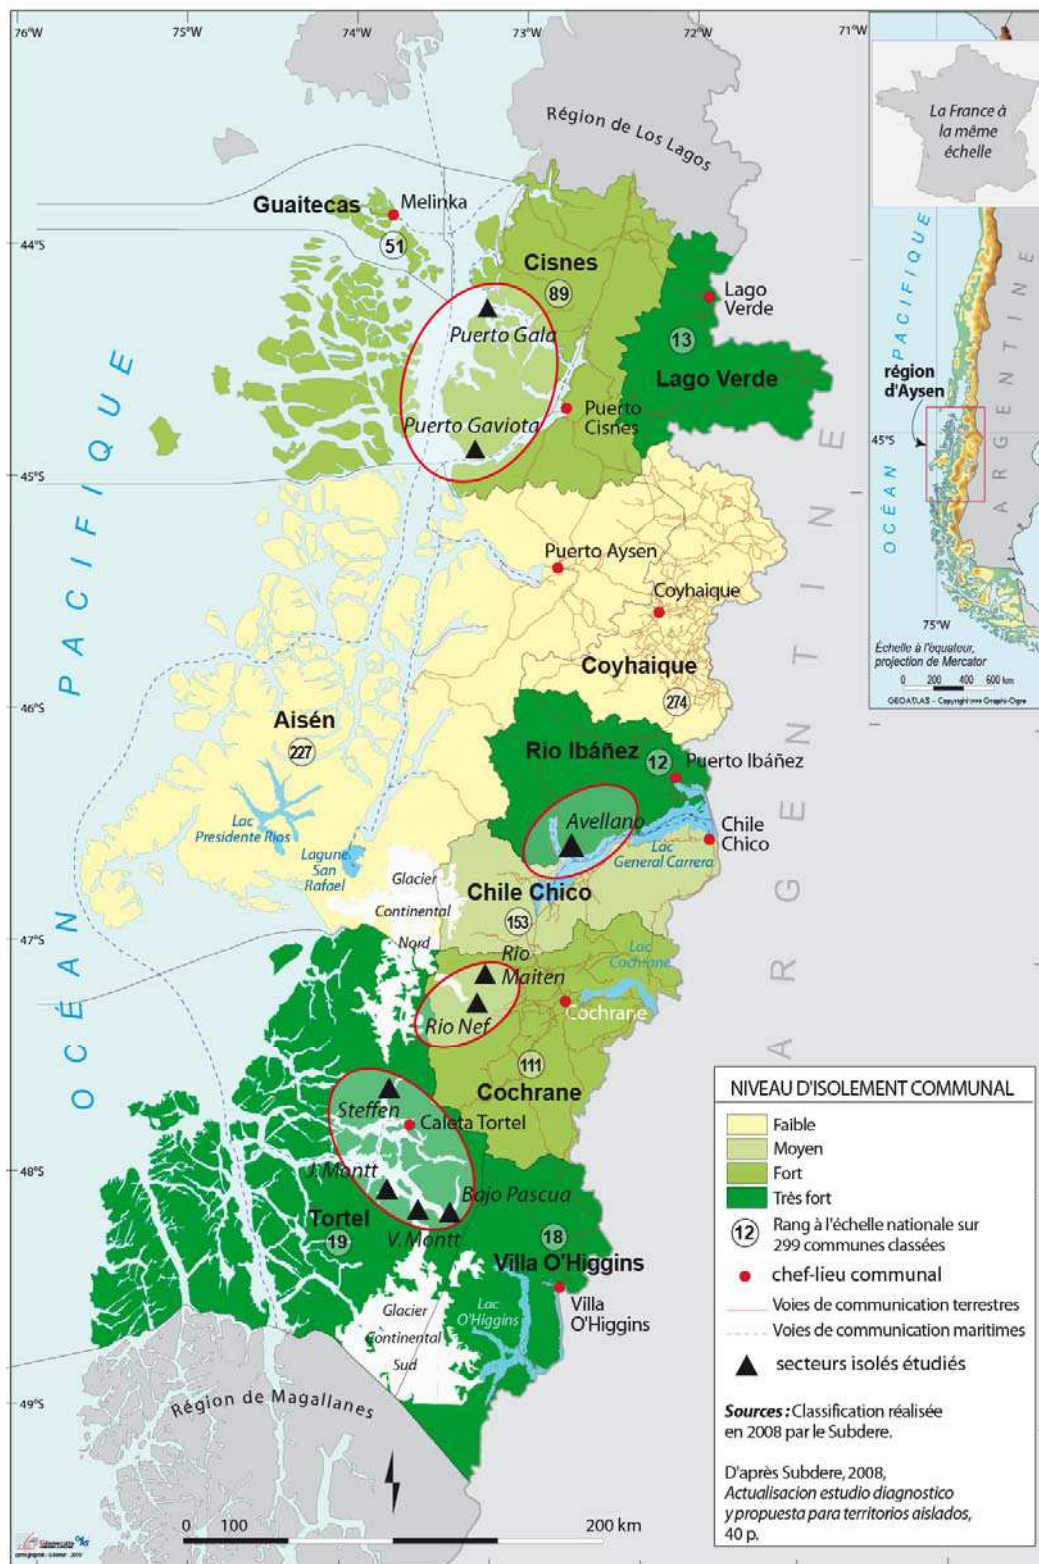 76°W
75°W
74°W
73°W
72°W
71°W
La France à
la même
échelle
Région de Los Lagos
Guaitecas
Melinka
51
44°S
Cisnes
89
Lago
Verde
13
Lago Verde
Puerto Gala
Puerto Gaviota
Puerto
Cisnes
45°S
OCÉAN PACIFIQUE
région
d'Aysen
45°S
OCÉAN PACIFIQUE
ARGENTINE
75°W
Échelle à l'équateur,
projection de Mercator
0 200 400 600 km
Puerto Aysen
Coyhaique
Coyhaique
274
46°S
Aisén
227
Rio Ibáñez
12
Puerto Ibáñez
Avellano
Lac
Presidente Rios
Lagune
San
Rafael
Lac
General Carrera
Chile
Chico
Glacier
Continental
Nord
Chile Chico
153
47°S
Rio
Maiten
Rio Nef
Lac
Cochrane
Cochrane
111
Cochrane
ARGENTINE
Steffen
Caleta Tortel
48°S
J. Montt
Bajo Pascua
V. Montt
Tortel
19
18
Villa O'Higgins
Villa
O'Higgins
Lac
O'Higgins
Glacier
Continental
Sud
49°S
Région de Magallanes
0 100 200 km
NIVEAU D'ISOLEMENT COMMUNAL
Faible
Moyen
Fort
Très fort
12
Rang à l'échelle nationale sur
299 communes classées
chef-lieu communal
Voies de communication terrestres
Voies de communication maritimes
secteurs isolés étudiés
Sources : Classification réalisée
en 2008 par le Subdere.
D'après Subdere, 2008,
Actualisacion estudio diagnostico
y propuesta para territorios aislados,
40 p.